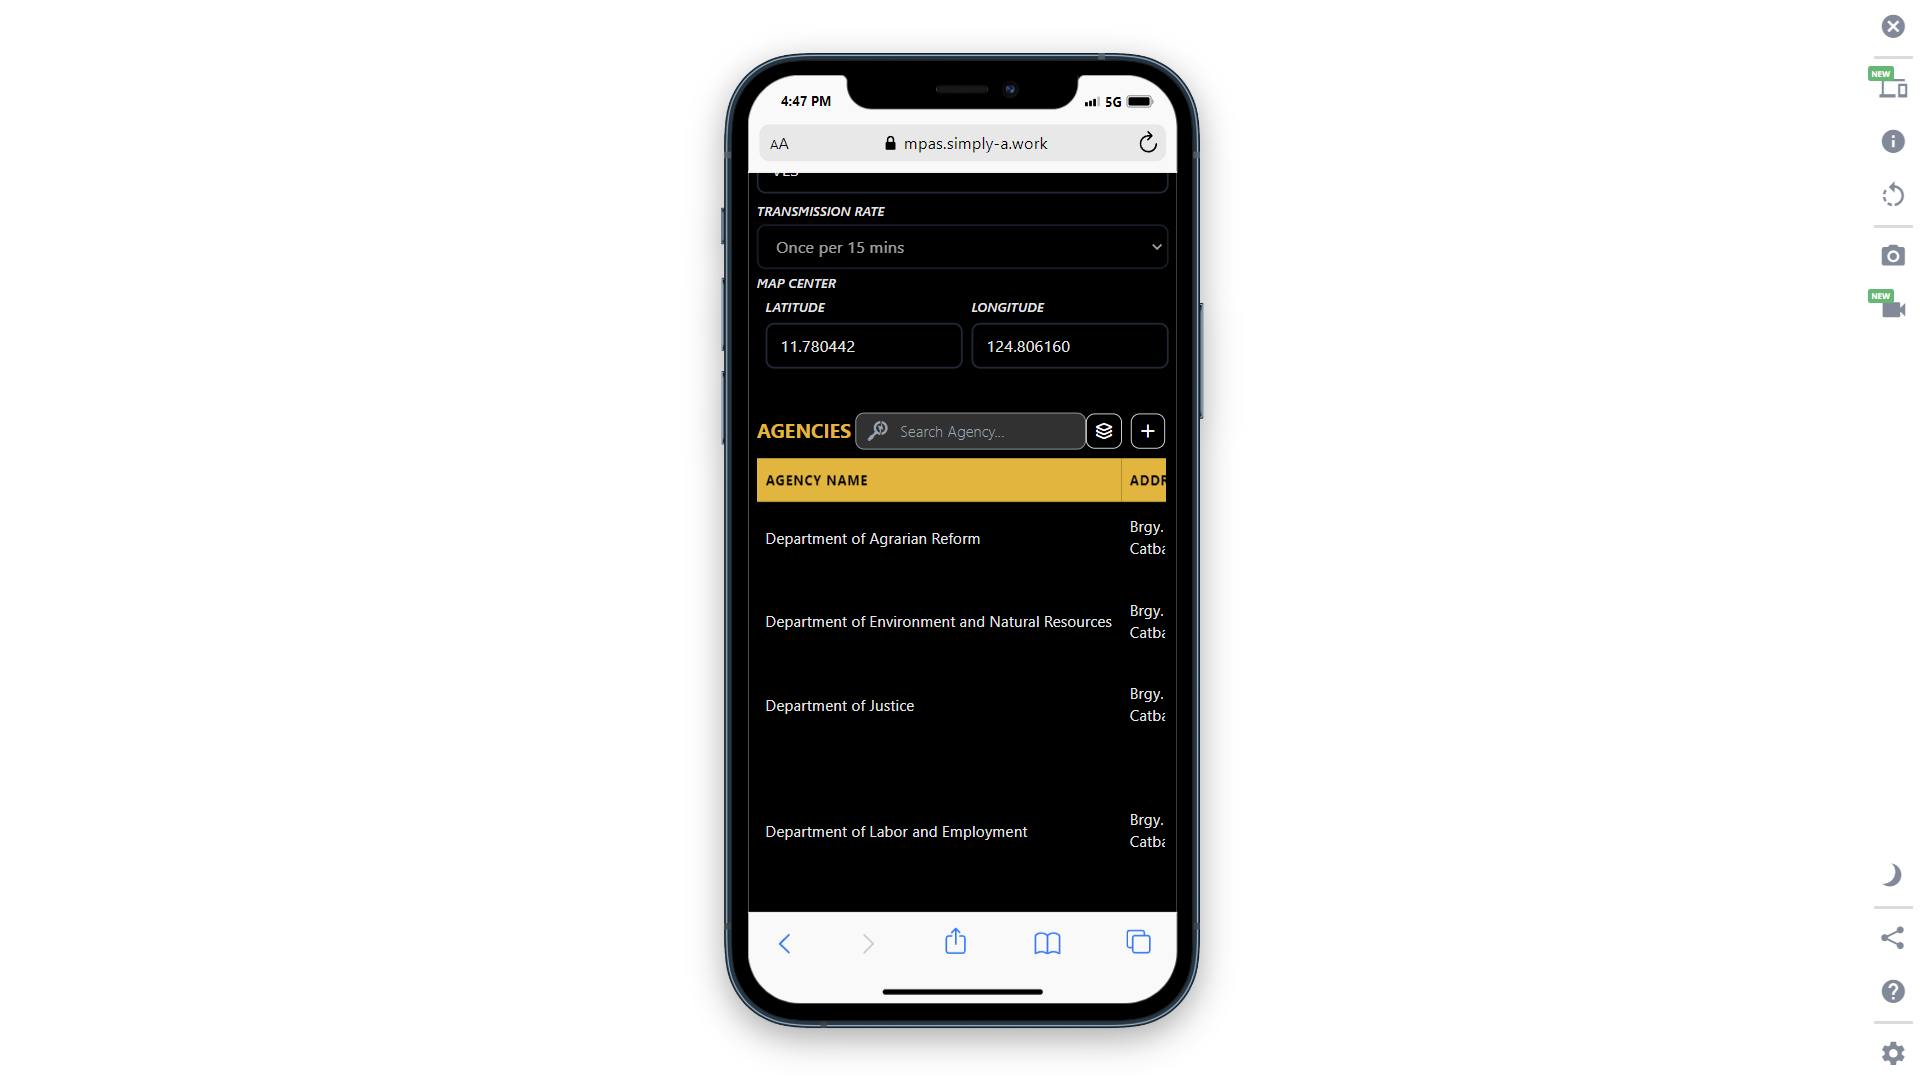 NEW
NEW
4:47 PM
5G
AA
mpas.simply-a.work
TRANSMISSION RATE
Once per 15 mins
MAP CENTER
LATITUDE
LONGITUDE
11.780442
124.806160
AGENCIES
Search Agency...
AGENCY NAME
ADDR
Department of Agrarian Reform
Brgy.
Catba
Department of Environment and Natural Resources
Brgy.
Catba
Department of Justice
Brgy.
Catba
Department of Labor and Employment
Brgy.
Catba